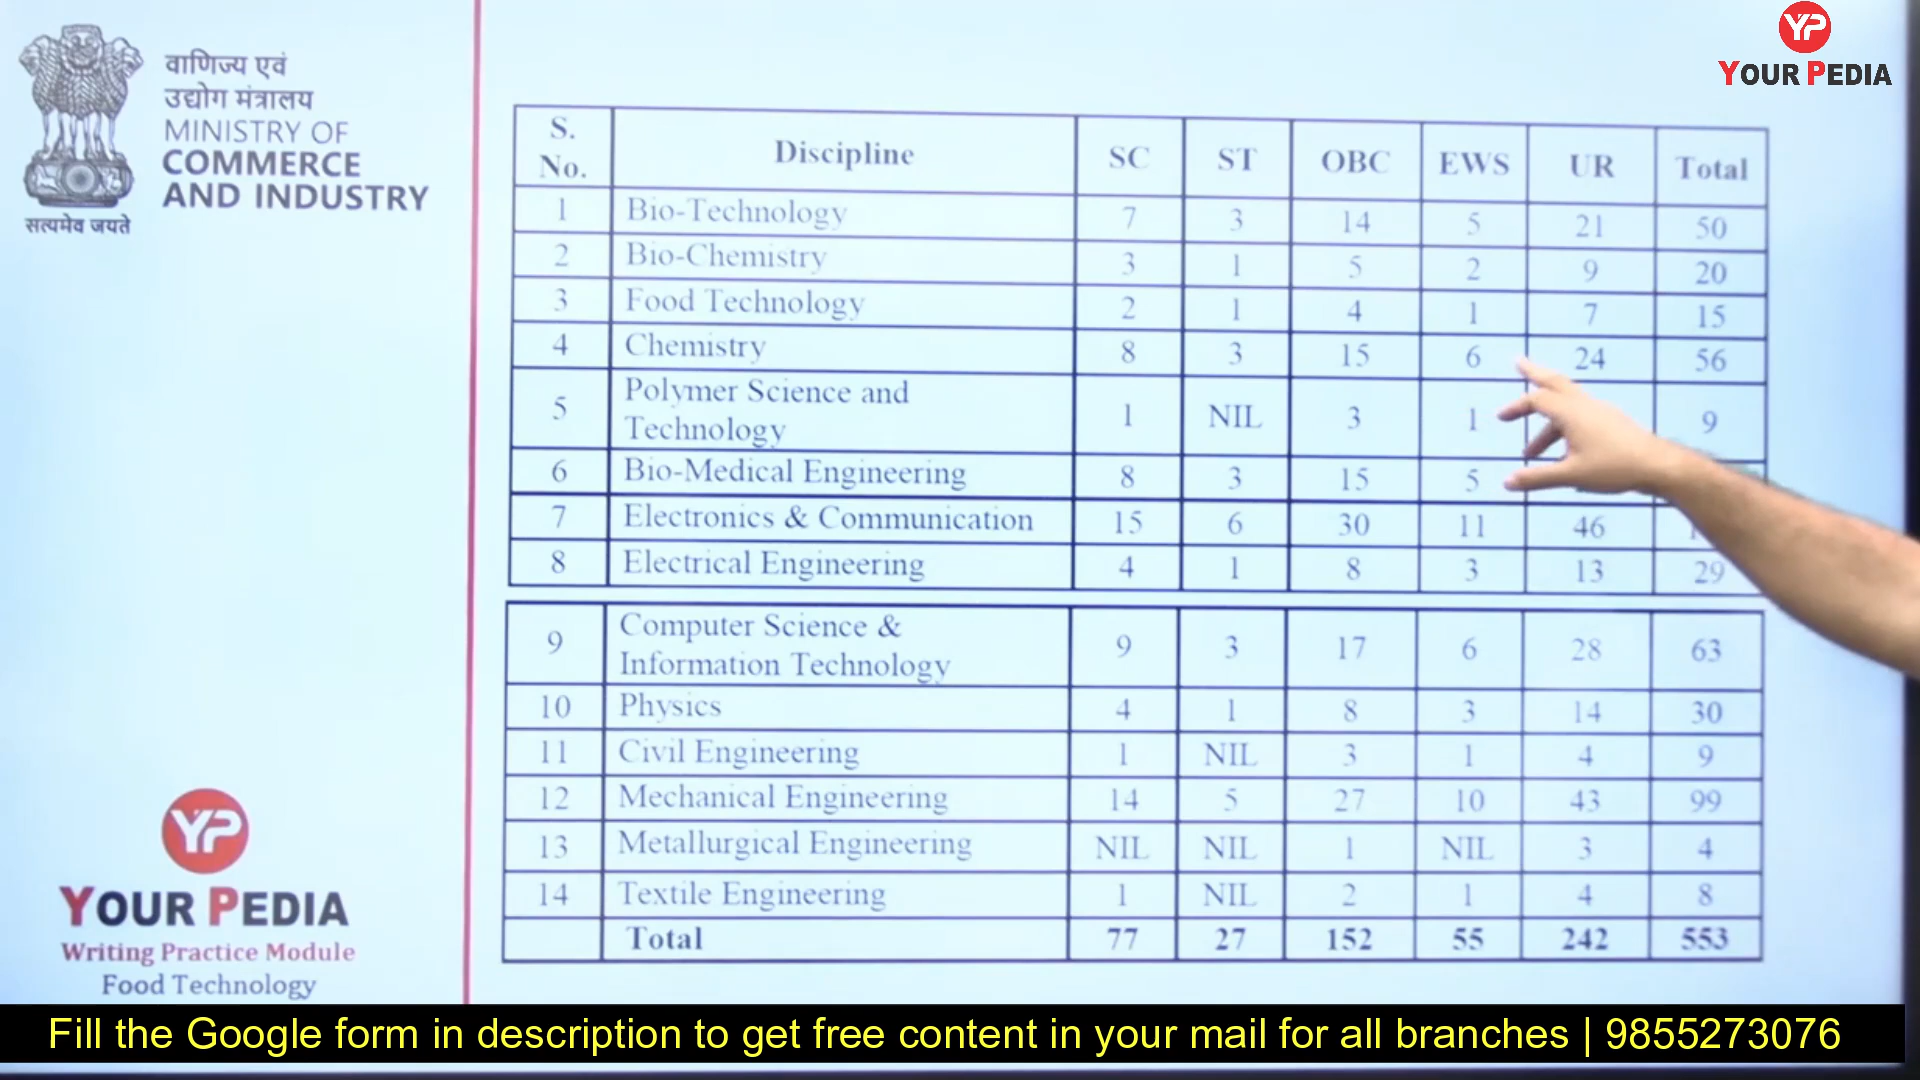 वाणिज्य एवं
उद्योग मंत्रालय
MINISTRY OF
COMMERCE
AND INDUSTRY
सत्यमेव जयते
YP
YOUR PEDIA
S. No. Discipline SC ST OBC EWS UR Total
1 Bio-Technology 7 3 14 5 21 50
2 Bio-Chemistry 3 1 5 2 9 20
3 Food Technology 2 1 4 1 7 15
4 Chemistry 8 3 15 6 24 56
5 Polymer Science and Technology 1 NIL 3 1 9
6 Bio-Medical Engineering 8 3 15 5
7 Electronics & Communication 15 6 30 11 46
8 Electrical Engineering 4 1 8 3 13 29
9 Computer Science & Information Technology 9 3 17 6 28 63
10 Physics 4 1 8 3 14 30
11 Civil Engineering 1 NIL 3 1 4 9
12 Mechanical Engineering 14 5 27 10 43 99
13 Metallurgical Engineering NIL NIL 1 NIL 3 4
14 Textile Engineering 1 NIL 2 1 4 8
Total 77 27 152 55 242 553
YP
YOUR PEDIA
Writing Practice Module
Food Technology
Fill the Google form in description to get free content in your mail for all branches | 9855273076